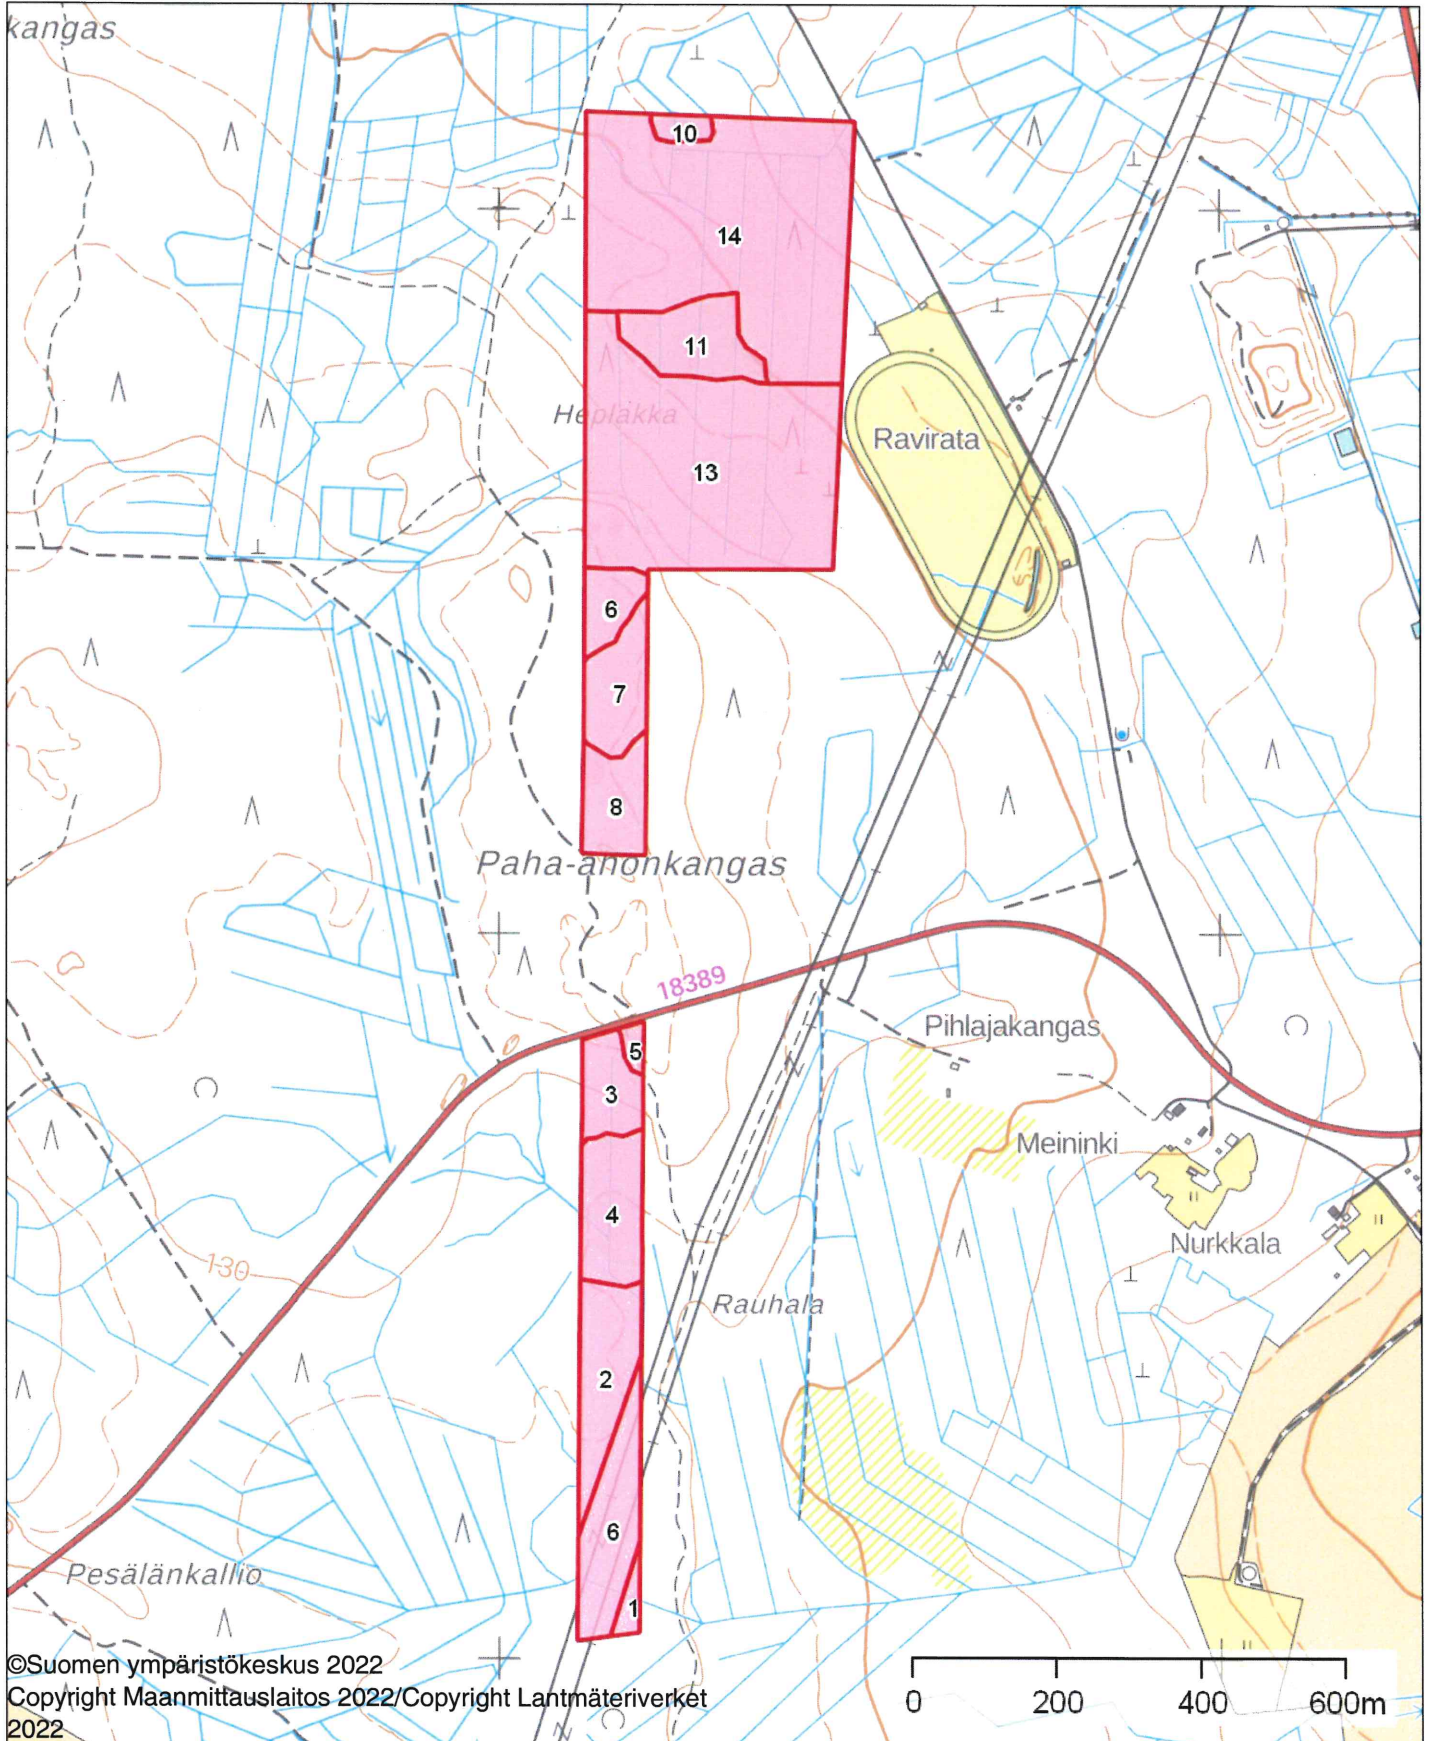 kangas
10
14
11
Hepläkka
Ravirata
13
6
7
8
Paha-ahonkangas
18389
5
Pihlajakangas
3
Meininki
4
Nurkkala
130
Rauhala
2
6
Pesälänkallio
1
©Suomen ympäristökeskus 2022
Copyright Maanmittauslaitos 2022/Copyright Lantmäteriverket
2022
0 200 400 600m